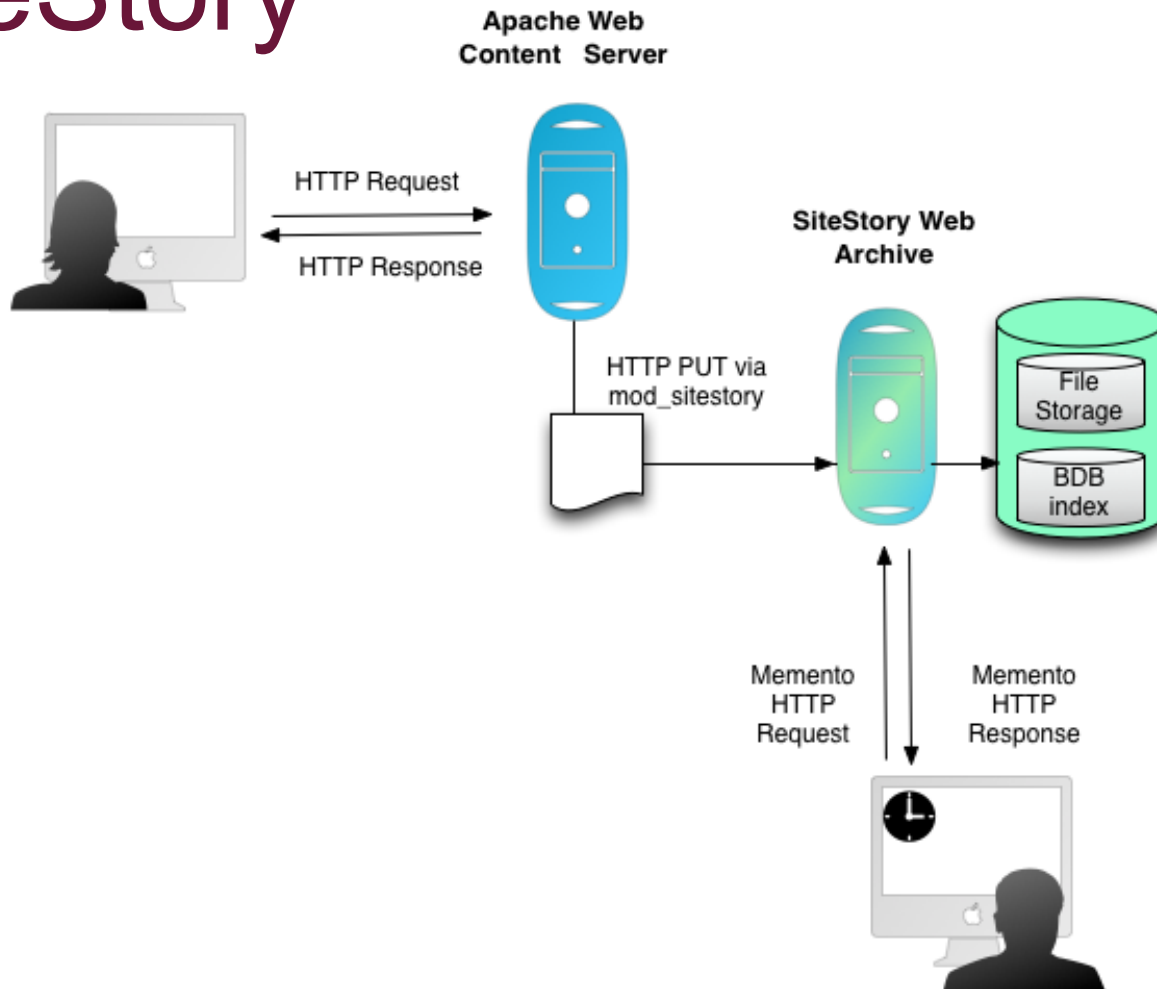 eStory
Apache Web
Content Server
HTTP Request
HTTP Response
SiteStory Web
Archive
HTTP PUT via
mod_sitestory
File
Storage
BDB
index
Memento
HTTP
Request
Memento
HTTP
Response